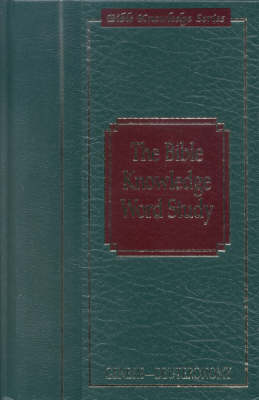 Bible Knowledge Series
The Bible
Knowledge
Word Study
GENESIS—DEUTERONOMY